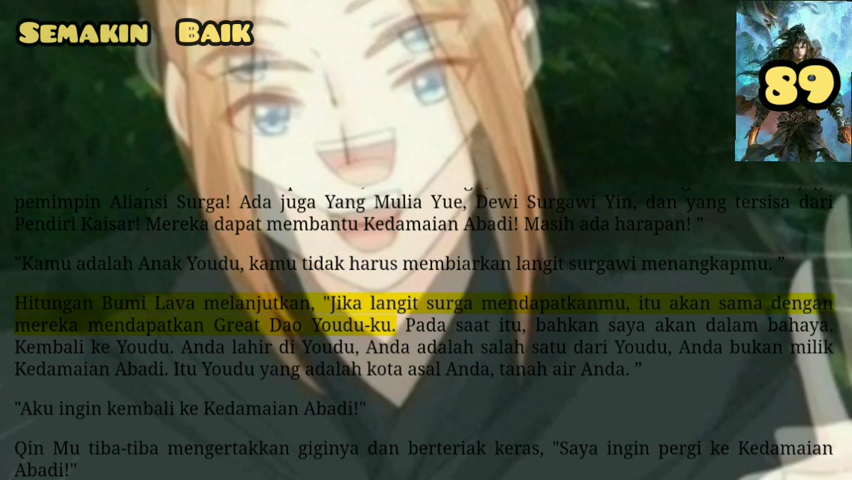 Semakin Baik
89
pemimpin Aliansi Surga! Ada juga Yang Mulia Yue, Dewi Surgawi Yin, dan yang tersisa dari
Pendiri Kaisar! Mereka dapat membantu Kedamaian Abadi! Masih ada harapan! ”
"Kamu adalah Anak Youdu, kamu tidak harus membiarkan langit surgawi menangkapmu. ”
Hitungan Bumi Lava melanjutkan, "Jika langit surga mendapatkanmu, itu akan sama dengan
mereka mendapatkan Great Dao Youdu-ku. Pada saat itu, bahkan saya akan dalam bahaya.
Kembali ke Youdu. Anda lahir di Youdu, Anda adalah salah satu dari Youdu, Anda bukan milik
Kedamaian Abadi. Itu Youdu yang adalah kota asal Anda, tanah air Anda. ”
"Aku ingin kembali ke Kedamaian Abadi!"
Qin Mu tiba-tiba mengertakkan giginya dan berteriak keras, "Saya ingin pergi ke Kedamaian
Abadi!"